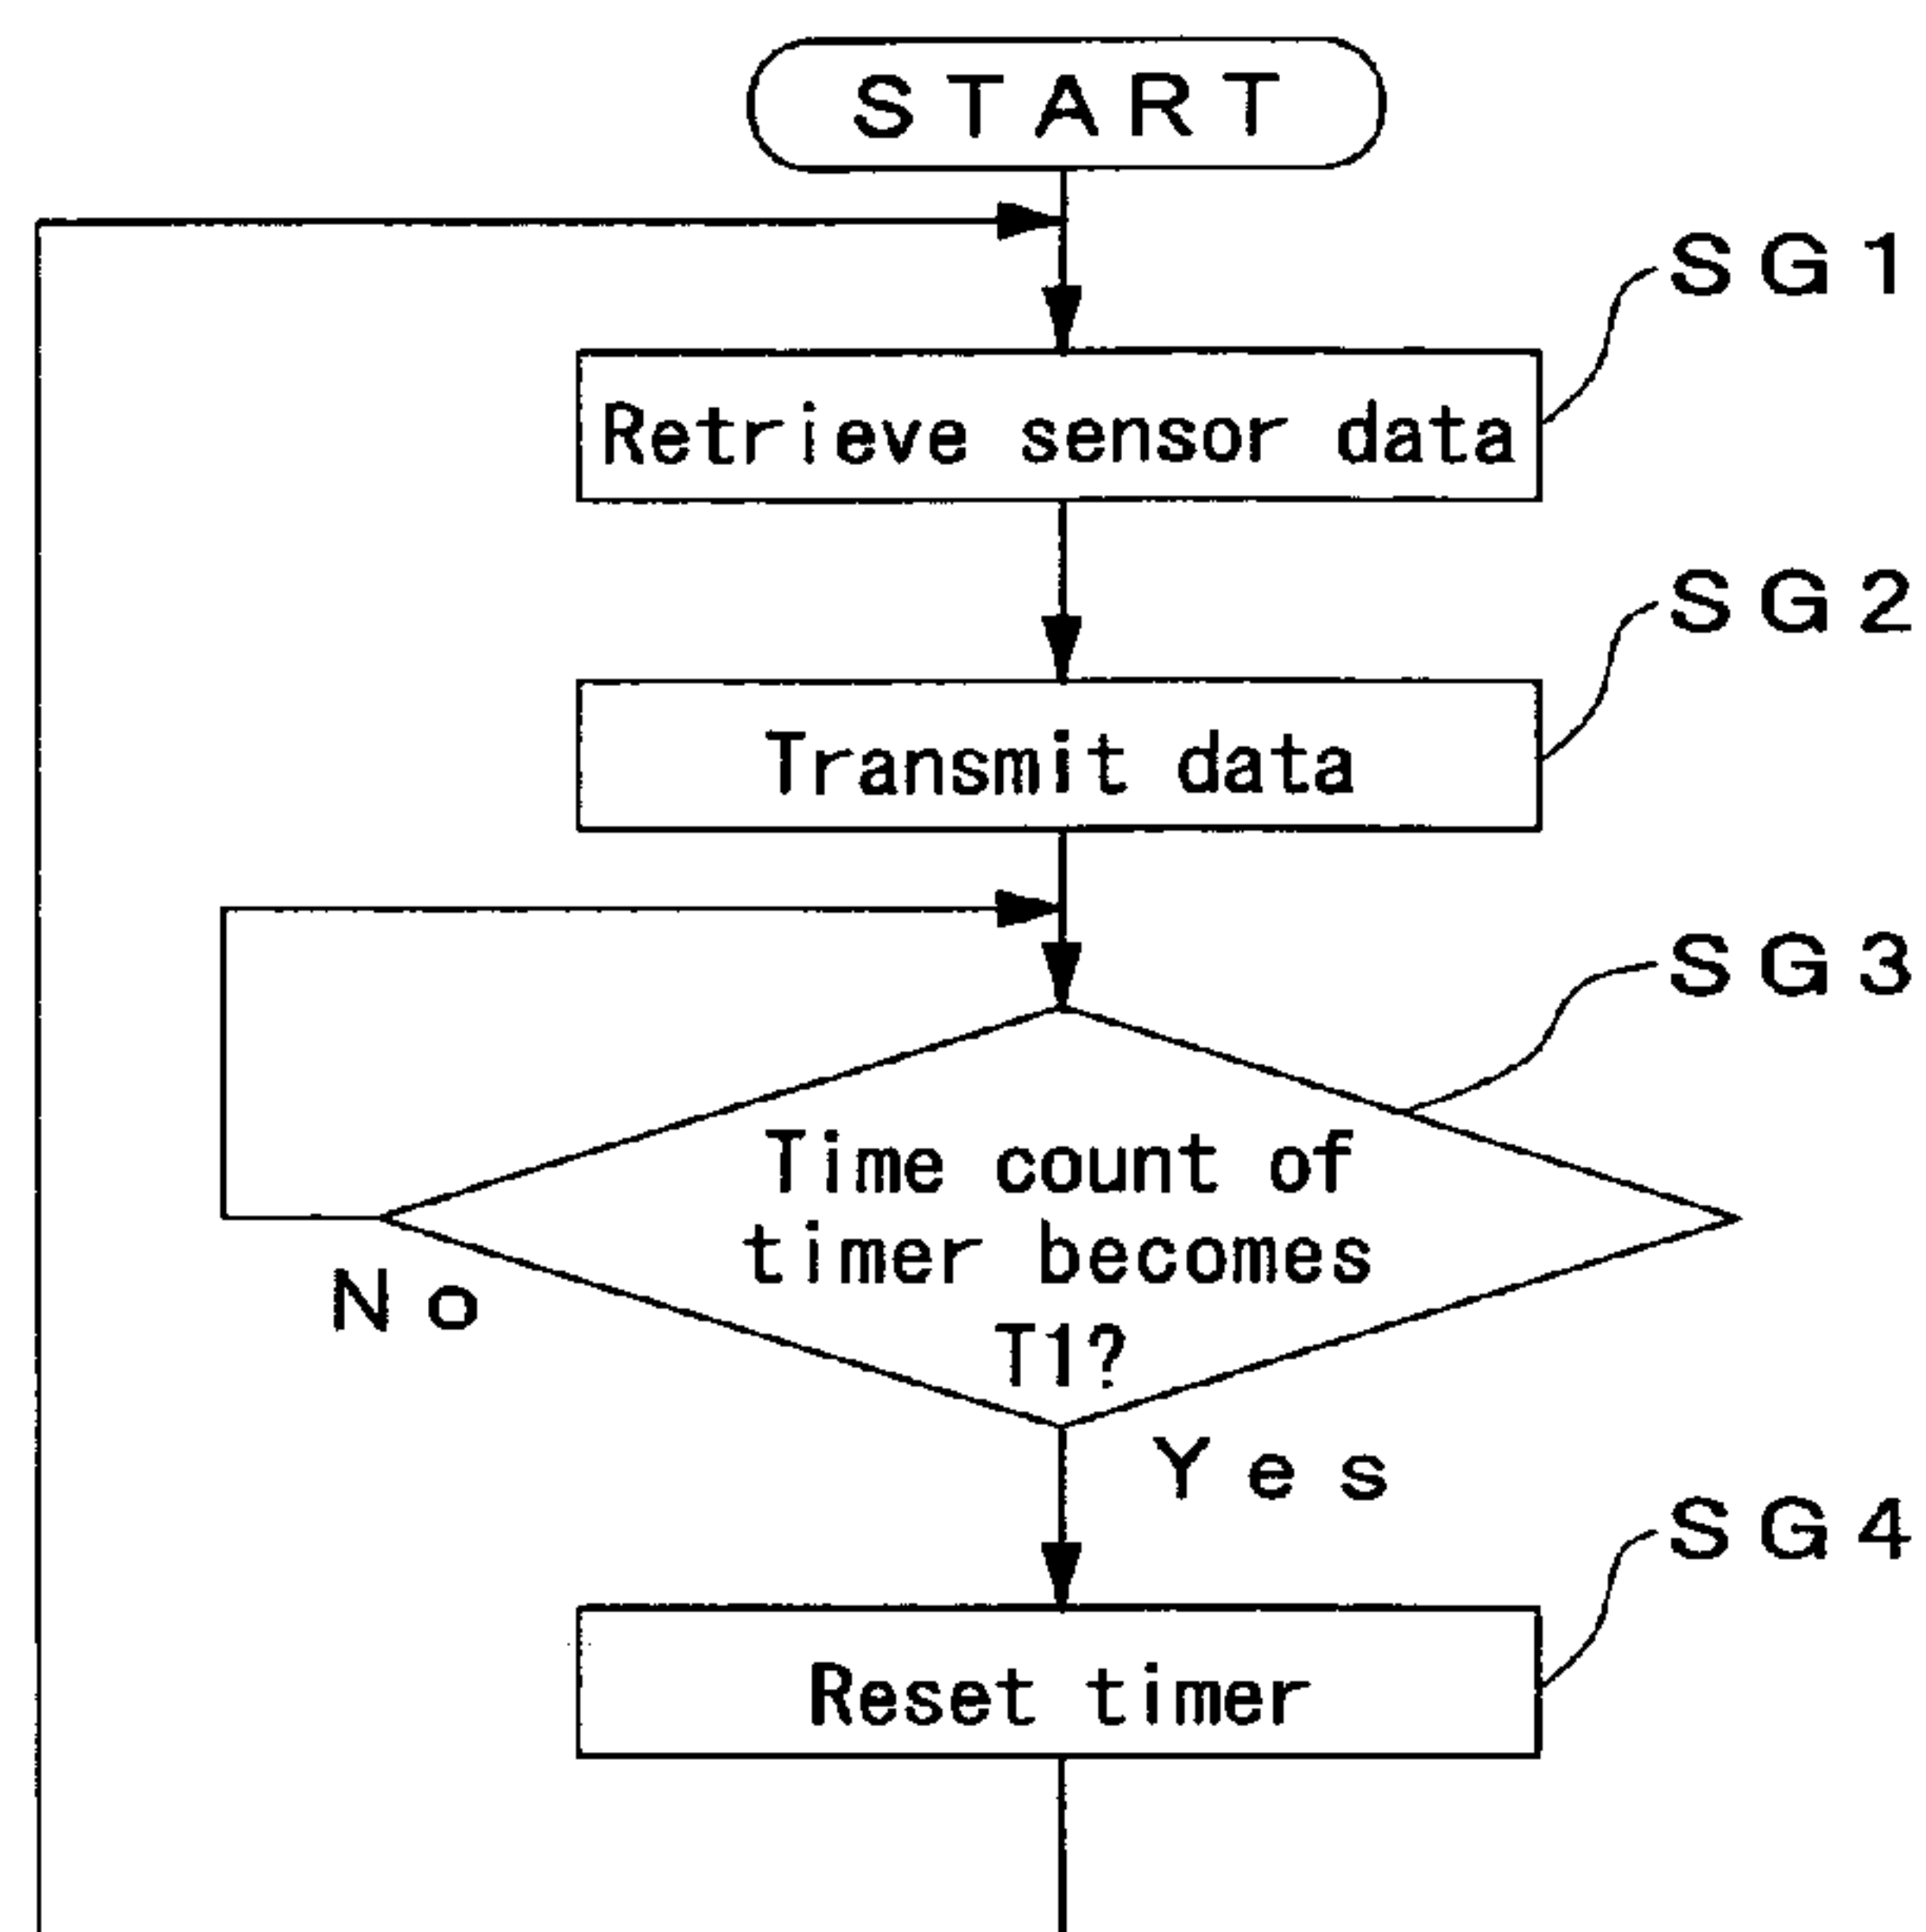 START
SG1
Retrieve sensor data
SG2
Transmit data
SG3
Time count of
timer becomes
T1?
No
Yes
SG4
Reset timer